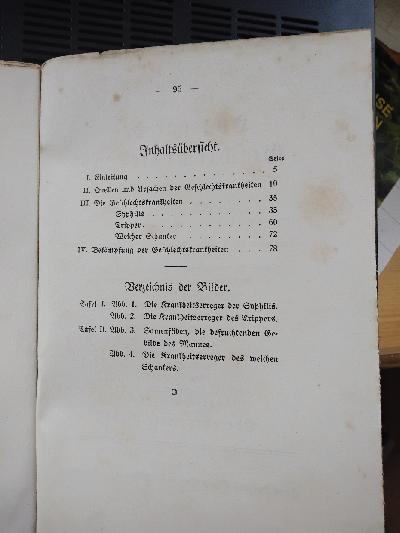 — 95 —
Inhaltsübersicht.
Seite
I. Einleitung . . . . . . . . . . . . . 5
II. Quellen und Ursachen der Geschlechtskrankheiten 10
III. Die Geschlechtskrankheiten . . . . . . . 35
Syphilis . . . . . . . . . . . 35
Tripper. . . . . . . . . . . . 60
Weicher Schanker . . . . . . . . 72
IV. Bekämpfung der Geschlechtskrankheiten . . . 78
Verzeichnis der Bilder.
Tafel I. Abb. 1. Die Krankheitserreger der Syphilis.
Abb. 2. Die Krankheitserreger des Trippers.
Tafel II. Abb. 3. Samenfäden, die befruchtenden Ge-
bilde des Mannes.
Abb. 4. Die Krankheitserreger des weichen
Schankers.